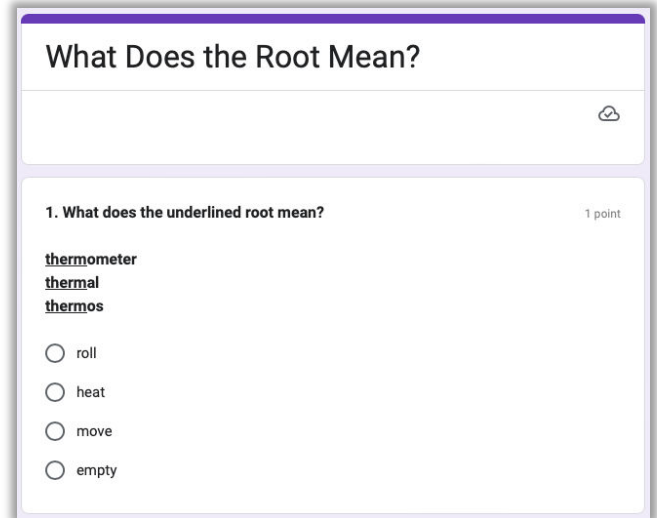 What Does the Root Mean?
1. What does the underlined root mean? 1 point
thermometer
thermal
thermos
roll
heat
move
empty